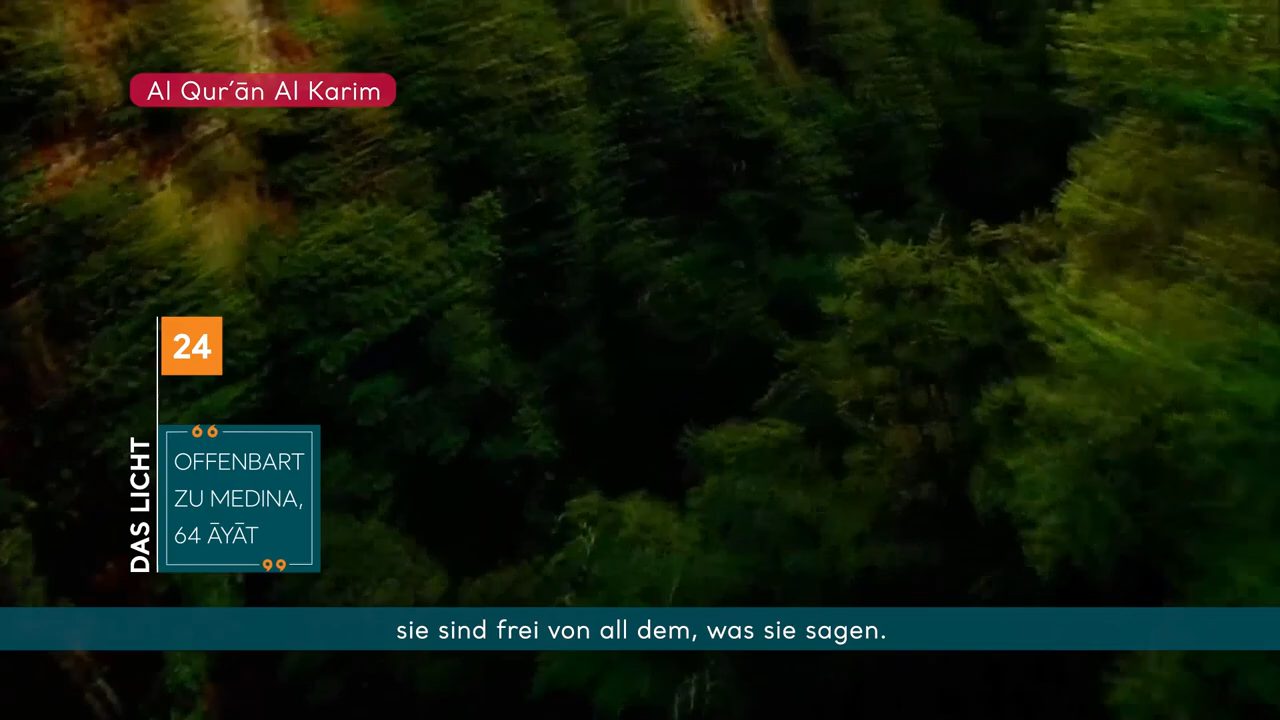 Al Qur’ān Al Karim
24
DAS LICHT
OFFENBART
ZU MEDINA,
64 ĀYĀT
sie sind frei von all dem, was sie sagen.